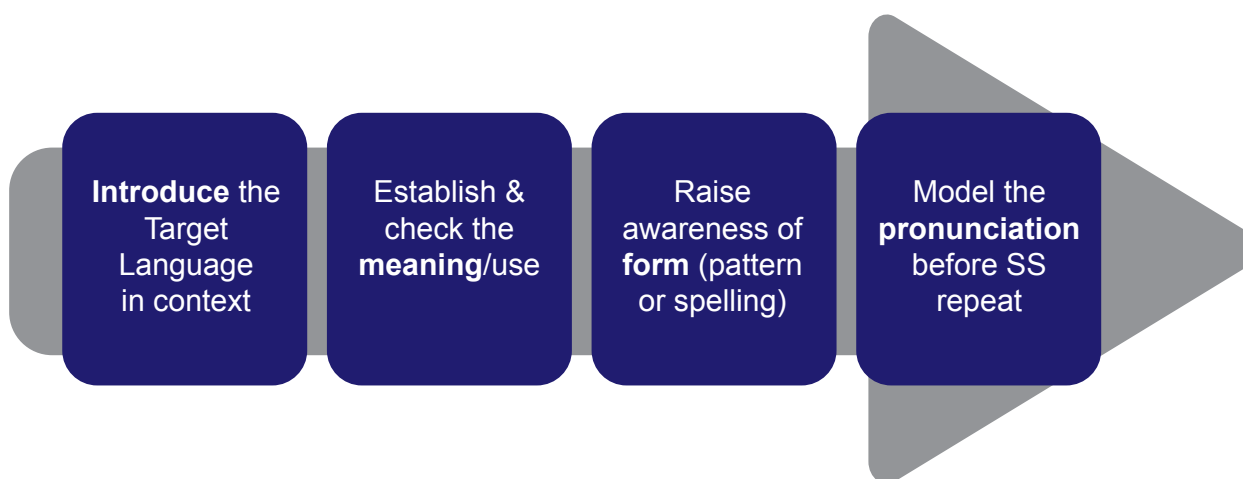 Introduce the
Target
Language
in context
Establish &
check the
meaning/use
Raise
awareness of
form (pattern
or spelling)
Model the
pronunciation
before SS
repeat